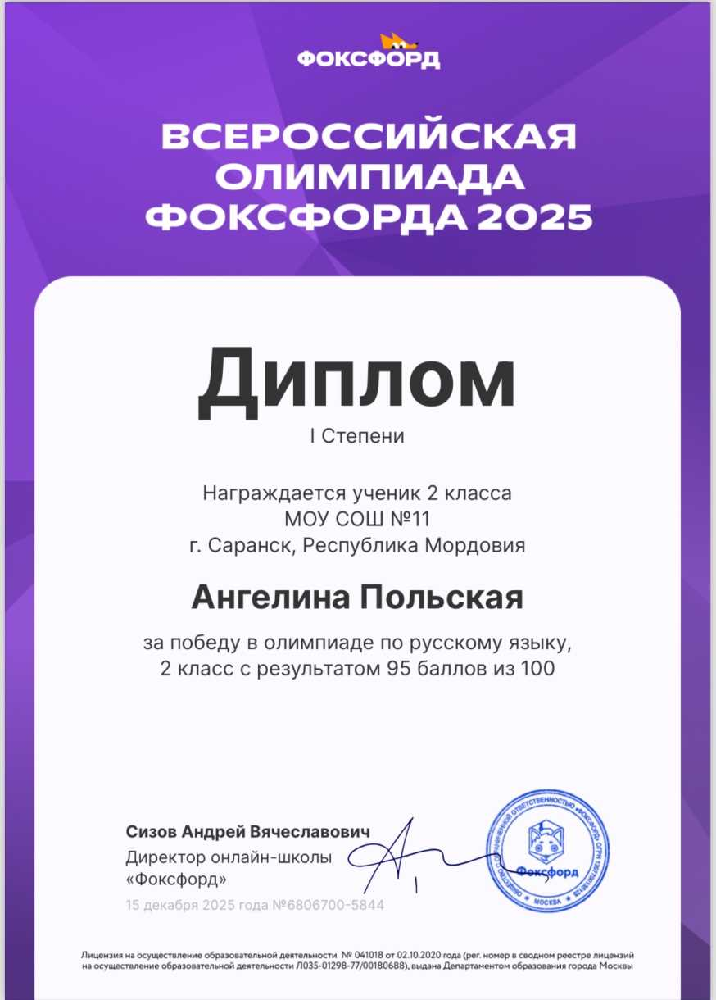 ФОКСФОРД
ВСЕРОССИЙСКАЯ
ОЛИМПИАДА
ФОКСФОРДА 2025
Диплом
I Степени
Награждается ученик 2 класса
МОУ СОШ №11
г. Саранск, Республика Мордовия
Ангелина Польская
за победу в олимпиаде по русскому языку,
2 класс с результатом 95 баллов из 100
Сизов Андрей Вячеславович
Директор онлайн-школы
«Фоксфорд»
15 декабря 2025 года №6806700-5844
ОБЩЕСТВО С ОГРАНИЧЕННОЙ ОТВЕТСТВЕННОСТЬЮ «ФОКСФОРД»
Фоксфорд
МОСКВА
Лицензия на осуществление образовательной деятельности № 041018 от 02.10.2020 года (рег. номер в сводном реестре лицензий
на осуществление образовательной деятельности Л035-01298-77/00180688), выдана Департаментом образования города Москвы